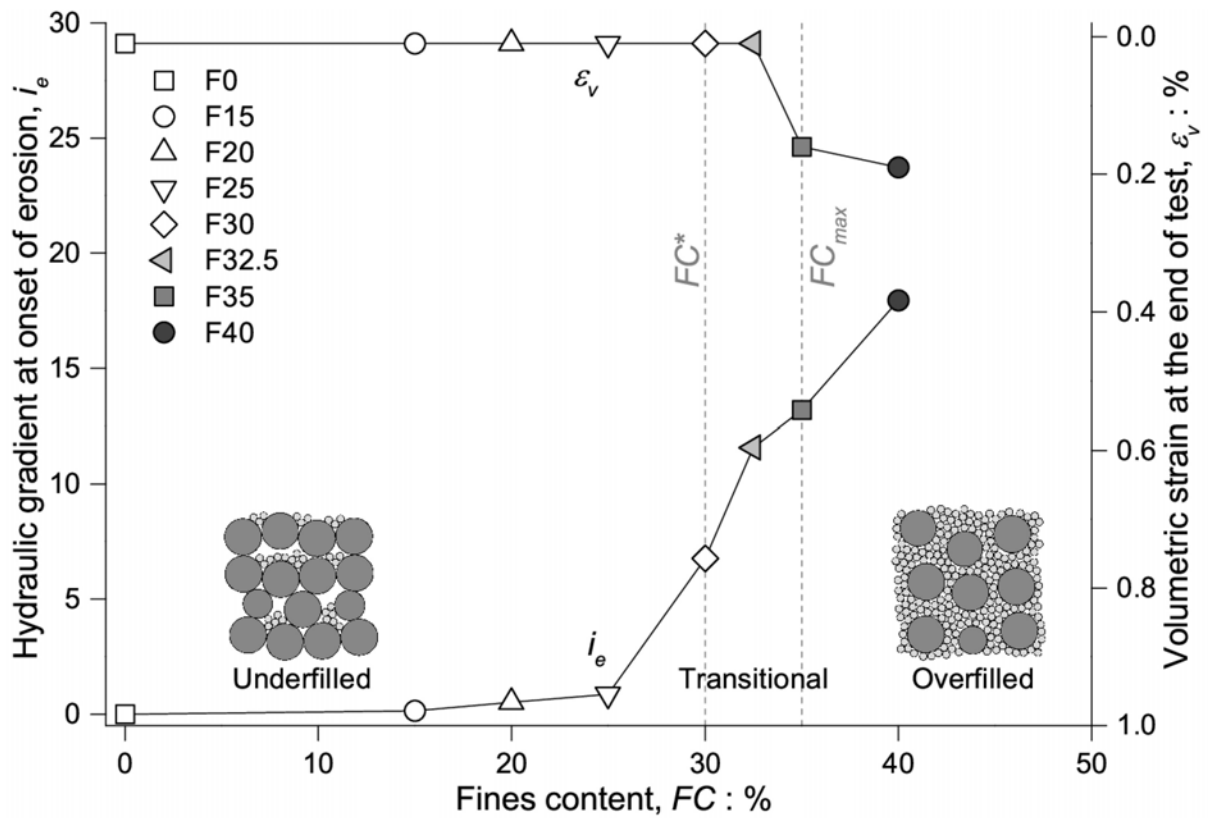 Hydraulic gradient at onset of erosion, i_e
30
25
20
15
10
5
0
F0
F15
F20
F25
F30
F32.5
F35
F40
ε_v
i_e
FC*
FC_max
Underfilled
Transitional
Overfilled
0.0
0.2
0.4
0.6
0.8
1.0
Volumetric strain at the end of test, ε_v : %
0 10 20 30 40 50
Fines content, FC : %